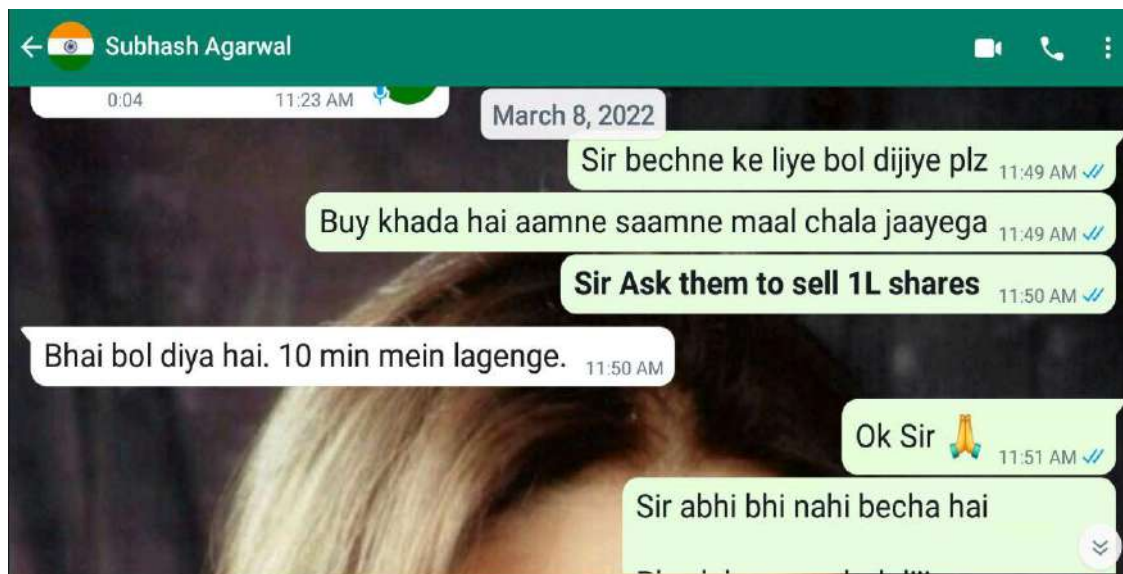 Subhash Agarwal
0:04 11:23 AM
March 8, 2022
Sir bechne ke liye bol dijiye plz 11:49 AM
Buy khada hai aamne saamne maal chala jaayega 11:49 AM
Sir Ask them to sell 1L shares 11:50 AM
Bhai bol diya hai. 10 min mein lagenge. 11:50 AM
Ok Sir 🙏 11:51 AM
Sir abhi bhi nahi becha hai